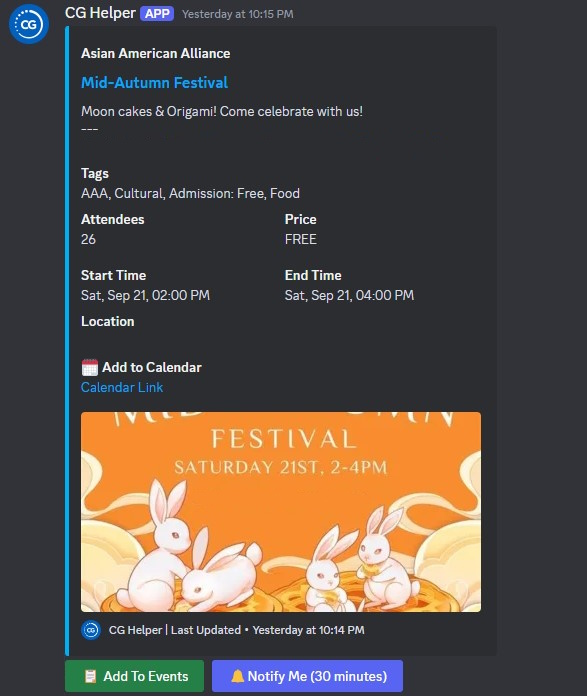 CG Helper APP Yesterday at 10:15 PM
CG
Asian American Alliance
Mid-Autumn Festival
Moon cakes & Origami! Come celebrate with us!
---
Tags
AAA, Cultural, Admission: Free, Food
Attendees Price
26 FREE
Start Time End Time
Sat, Sep 21, 02:00 PM Sat, Sep 21, 04:00 PM
Location
Add to Calendar
Calendar Link
FESTIVAL
SATURDAY 21ST, 2-4PM
CG CG Helper | Last Updated • Yesterday at 10:14 PM
Add To Events Notify Me (30 minutes)